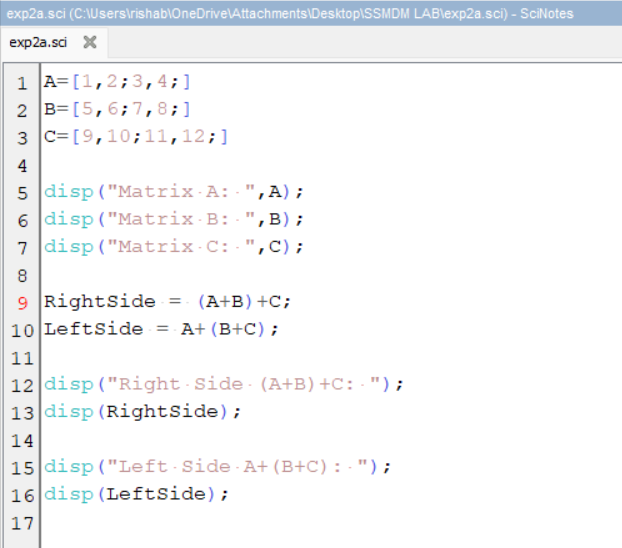 exp2a.sci (C:\Users\rishab\OneDrive\Attachments\Desktop\SSMDM LAB\exp2a.sci) - SciNotes
exp2a.sci ✕
1 A=[1,2;3,4;]
2 B=[5,6;7,8;]
3 C=[9,10;11,12;]
4
5 disp("Matrix·A:·",A);
6 disp("Matrix·B:·",B);
7 disp("Matrix·C:·",C);
8
9 RightSide·=·(A+B)+C;
10 LeftSide·=·A+(B+C);
11
12 disp("Right·Side·(A+B)+C:·");
13 disp(RightSide);
14
15 disp("Left·Side·A+(B+C):·");
16 disp(LeftSide);
17